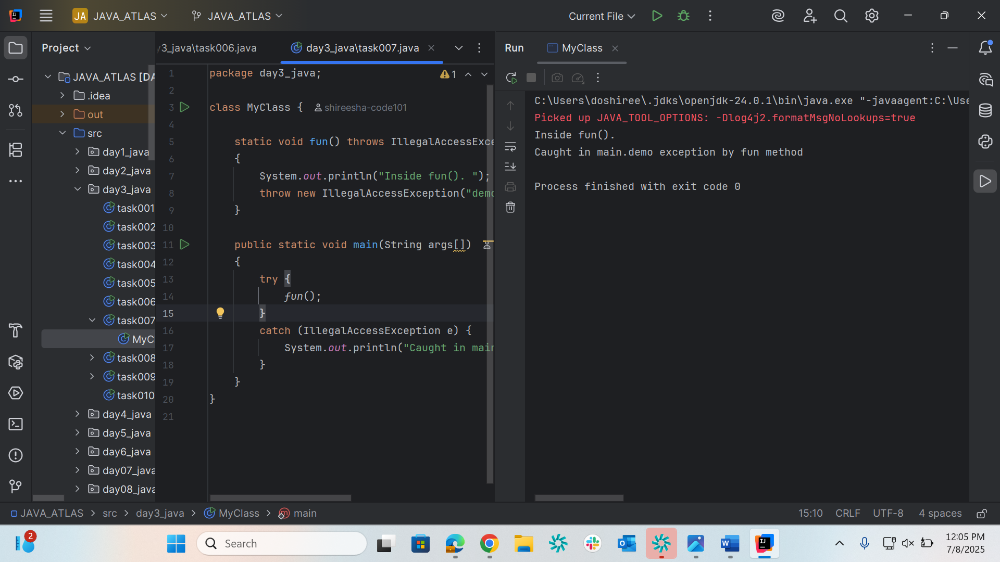 JA JAVA_ATLAS
JAVA_ATLAS
Current File
Project
JAVA_ATLAS [DA
.idea
out
src
day1_java
day2_java
day3_java
task001
task002
task003
task004
task005
task006
task007
MyCl
task008
task009
task010
day4_java
day5_java
day6_java
day07_java
day08_java
y3_java\task006.java
day3_java\task007.java
1
1 package day3_java;
2
3 class MyClass { shireesha-code101
4
5 static void fun() throws IllegalAccessExce
6 {
7 System.out.println("Inside fun(). ");
8 throw new IllegalAccessException("demo
9 }
10
11 public static void main(String args[])
12 {
13 try {
14 fun();
15 }
16 catch (IllegalAccessException e) {
17 System.out.println("Caught in main
18 }
19 }
20 }
21
Run MyClass
C:\Users\doshiree\.jdks\openjdk-24.0.1\bin\java.exe "-javaagent:C:\Use
Picked up JAVA_TOOL_OPTIONS: -Dlog4j2.formatMsgNoLookups=true
Inside fun().
Caught in main.demo exception by fun method
Process finished with exit code 0
JAVA_ATLAS > src > day3_java > MyClass > main
15:10 CRLF UTF-8 4 spaces
2
Search
12:05 PM
7/8/2025